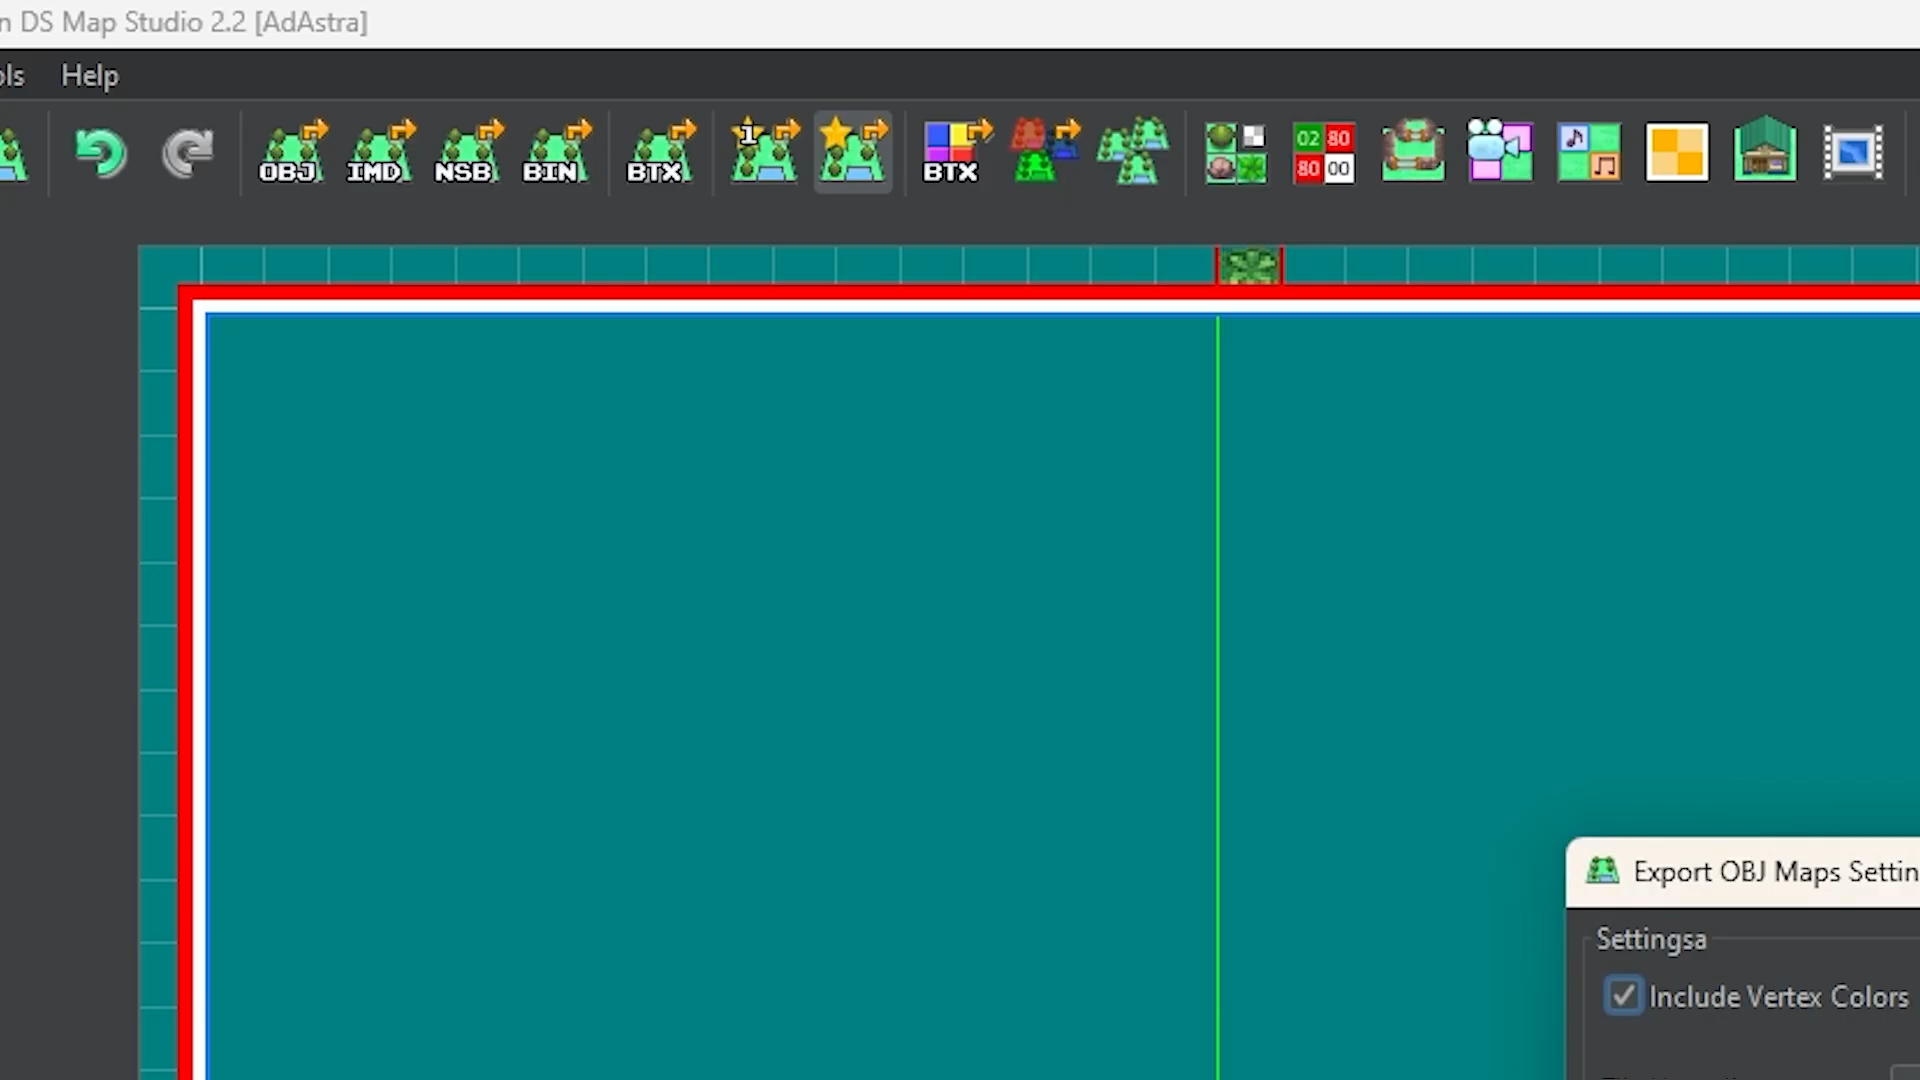 n DS Map Studio 2.2 [AdAstra]
ols Help
OBJ IMD NSB BIN BTX 1 BTX 02 80 80 00
Export OBJ Maps Settin
Settingsa
Include Vertex Colors